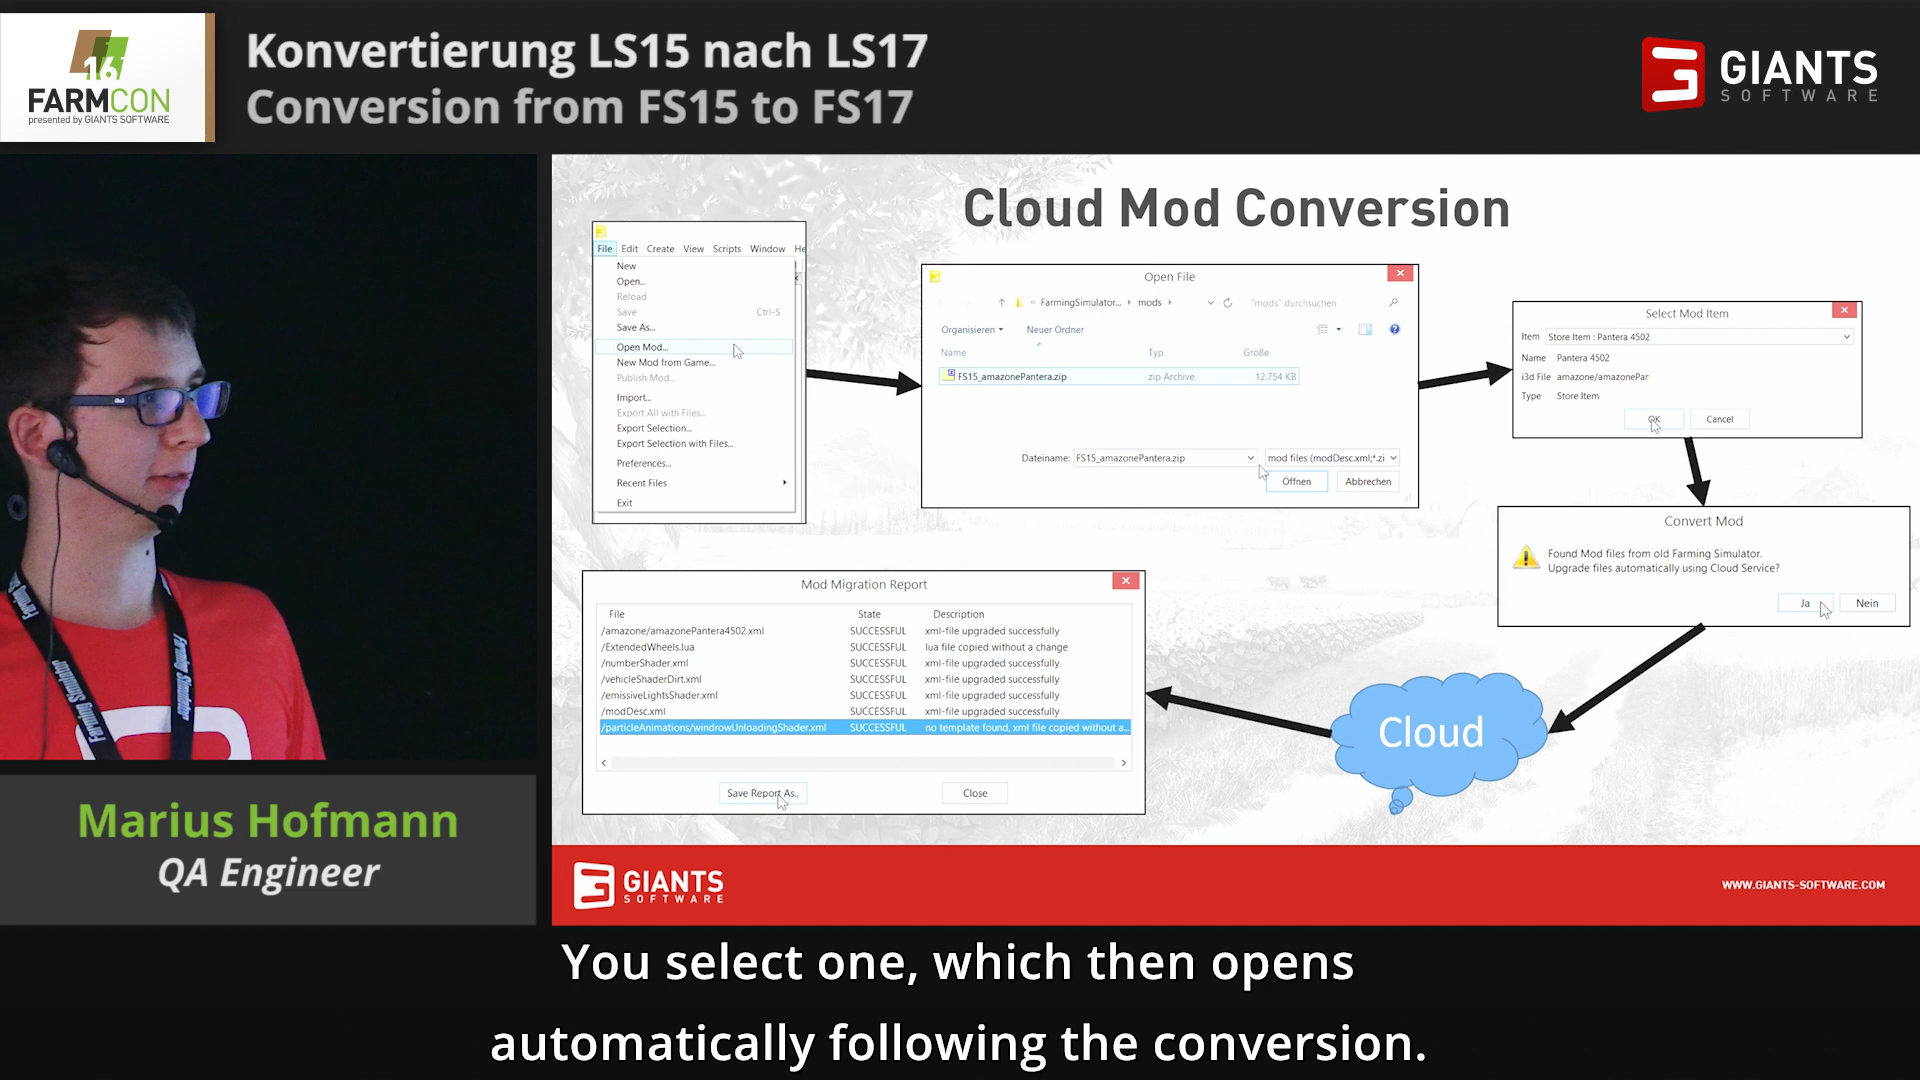 16
FARMCON
presented by GIANTS SOFTWARE
Konvertierung LS15 nach LS17
Conversion from FS15 to FS17
GIANTS
SOFTWARE
Cloud Mod Conversion
File Edit Create View Scripts Window He
New
Open...
Reload
Save Ctrl-S
Save As...
Open Mod...
New Mod from Game...
Publish Mod...
Import...
Export All with Files...
Export Selection...
Export Selection with Files...
Preferences...
Recent Files
Exit
Open File
« FarmingSimulator... mods "mods" durchsuchen
Organisieren Neuer Ordner
Name Typ Größe
FS15_amazonePantera.zip zip Archive 12.754 KB
Dateiname: FS15_amazonePantera.zip mod files (modDesc.xml;*.zi
Öffnen Abbrechen
Select Mod Item
Item Store Item : Pantera 4502
Name Pantera 4502
i3d File amazone/amazonePar
Type Store Item
OK Cancel
Convert Mod
Found Mod files from old Farming Simulator.
Upgrade files automatically using Cloud Service?
Ja Nein
Cloud
Mod Migration Report
File State Description
/amazone/amazonePantera4502.xml SUCCESSFUL xml-file upgraded successfully
/ExtendedWheels.lua SUCCESSFUL lua file copied without a change
/numberShader.xml SUCCESSFUL xml-file upgraded successfully
/vehicleShaderDirt.xml SUCCESSFUL xml-file upgraded successfully
/emissiveLightsShader.xml SUCCESSFUL xml-file upgraded successfully
/modDesc.xml SUCCESSFUL xml-file upgraded successfully
/particleAnimations/windrowUnloadingShader.xml SUCCESSFUL no template found, xml file copied without a...
Save Report As.. Close
Farming Simulator
Farming Simulator
Marius Hofmann
QA Engineer
GIANTS
SOFTWARE
WWW.GIANTS-SOFTWARE.COM
You select one, which then opens
automatically following the conversion.